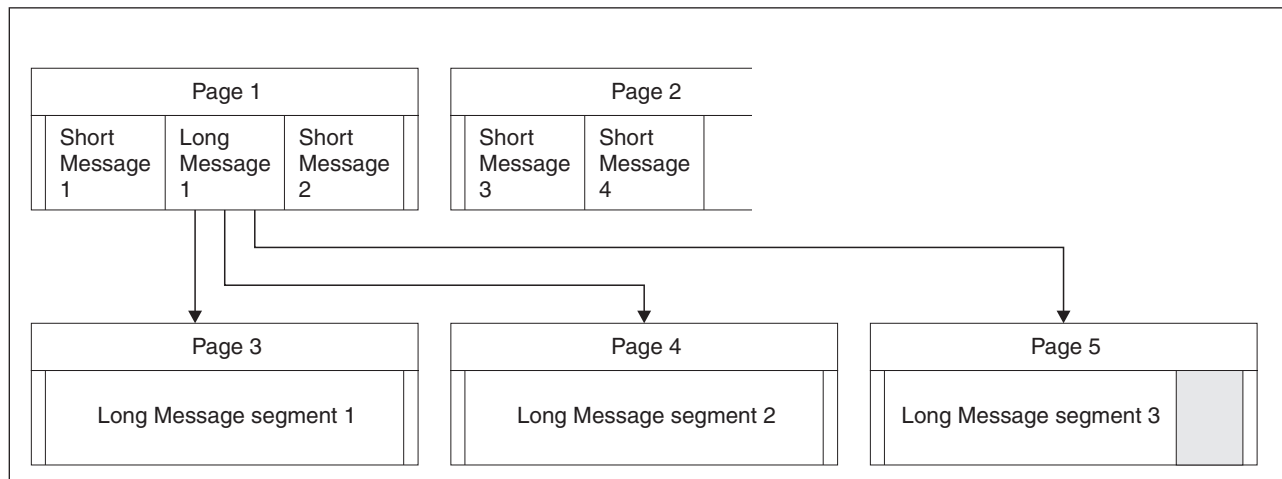 Page 1
Short
Message
1
Long
Message
1
Short
Message
2
Page 2
Short
Message
3
Short
Message
4
Page 3
Long Message segment 1
Page 4
Long Message segment 2
Page 5
Long Message segment 3